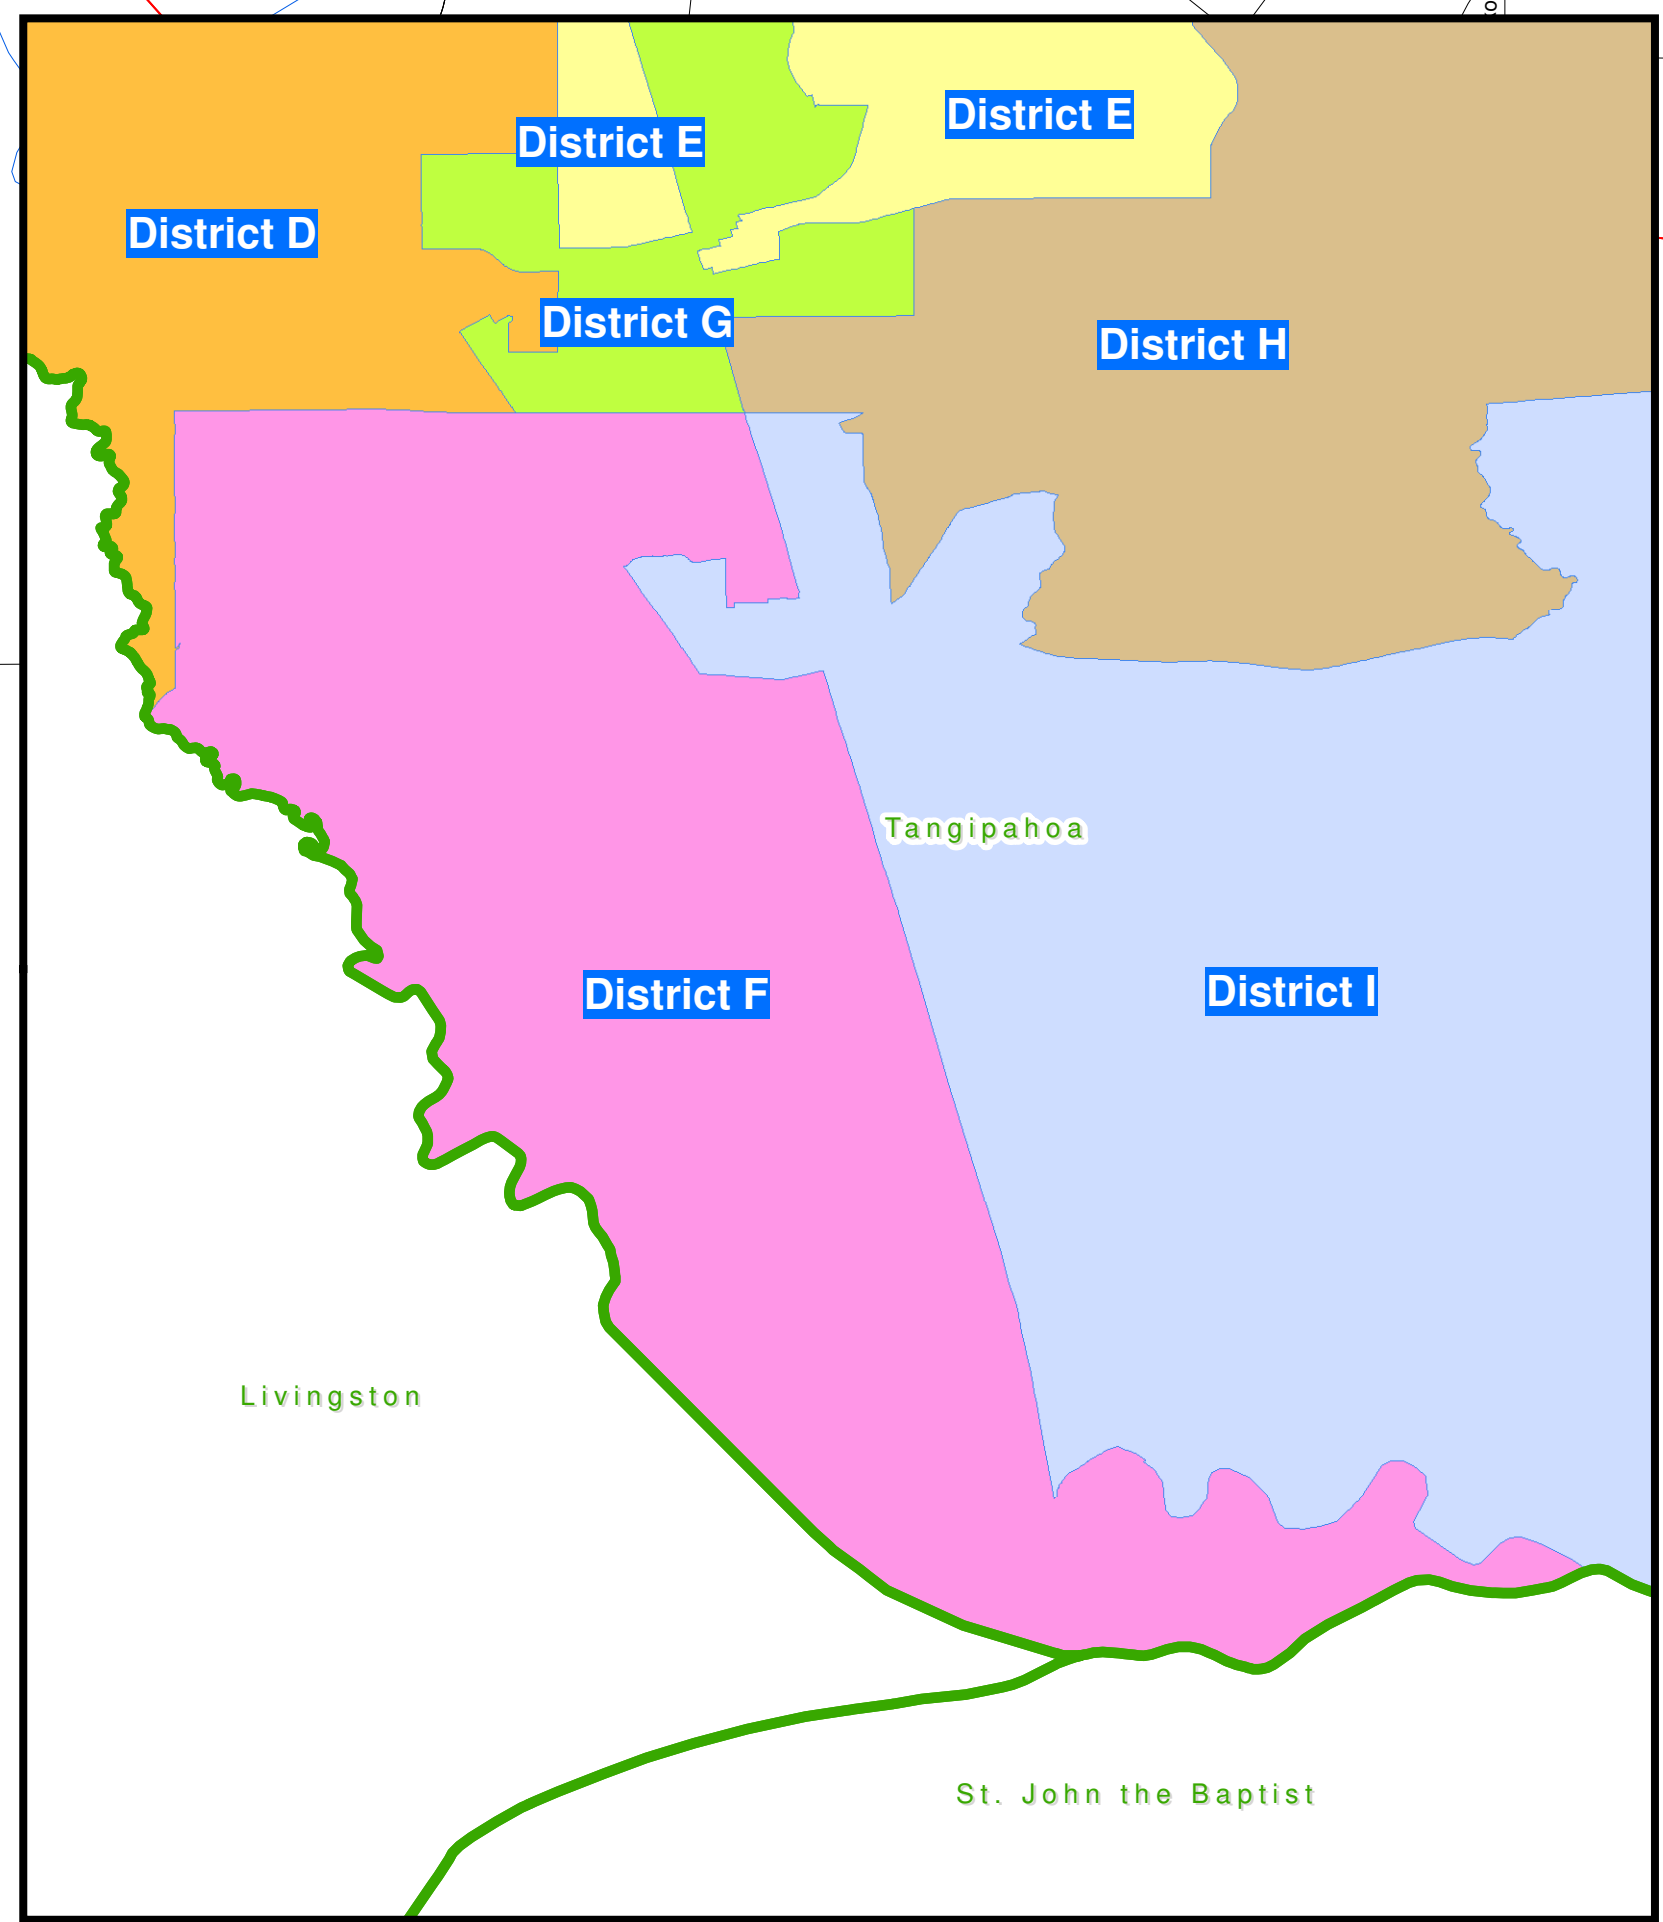 District E
District E
District D
District G
District H
Tangipahoa
District F
District I
Livingston
St. John the Baptist